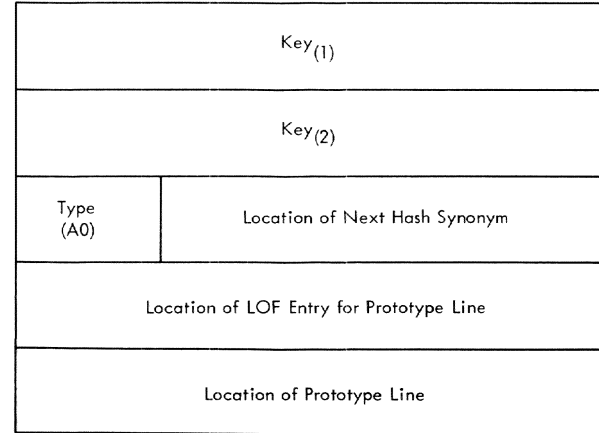 Key(1)
Key(2)
Type
(A0)
Location of Next Hash Synonym
Location of LOF Entry for Prototype Line
Location of Prototype Line